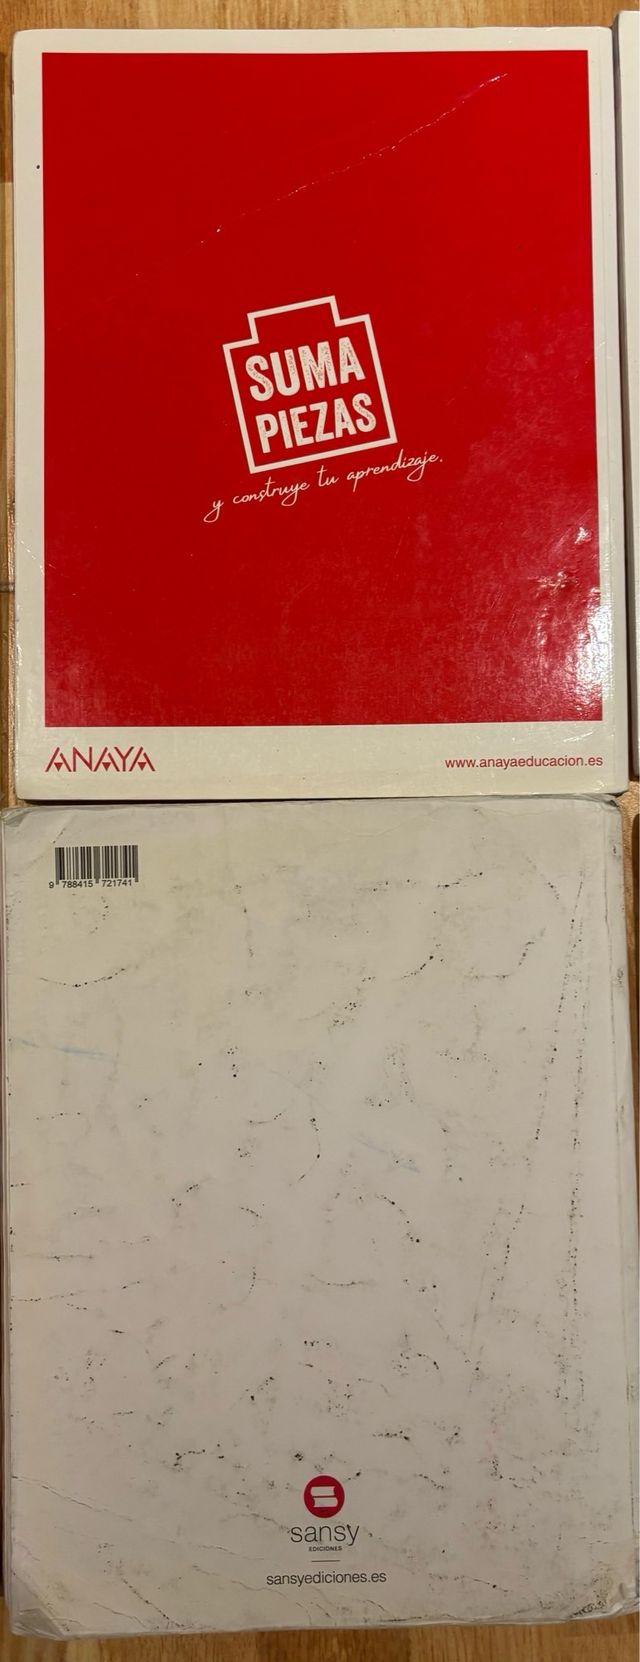 SUMA
PIEZAS
y construye tu aprendizaje.
ANAYA
www.anayaeducacion.es
9 788415 721741
sansy
EDICIONES
sansyediciones.es